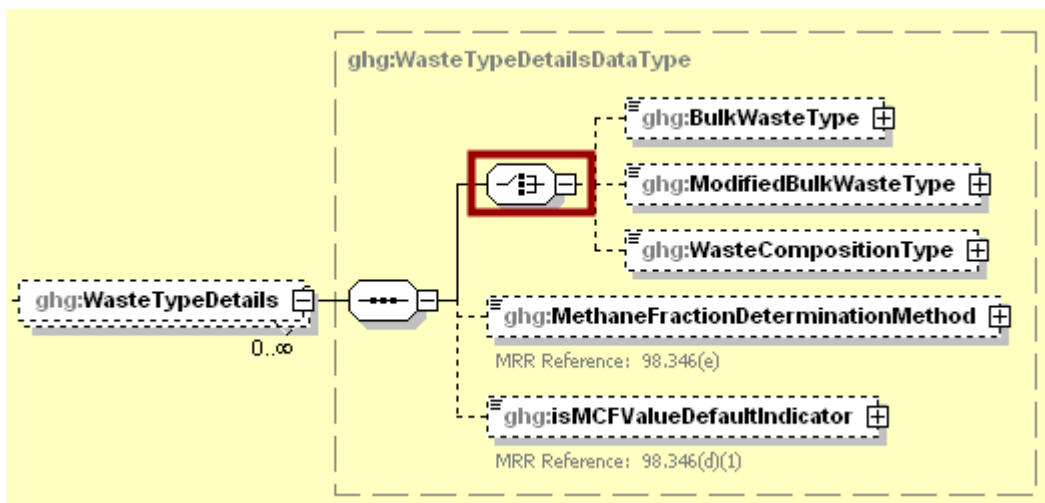 ghg:WasteTypeDetailsDataType
ghg:BulkWasteType
ghg:ModifiedBulkWasteType
ghg:WasteCompositionType
ghg:WasteTypeDetails
0..∞
ghg:MethaneFractionDeterminationMethod
MRR Reference: 98.346(e)
ghg:isMCFValueDefaultIndicator
MRR Reference: 98.346(d)(1)